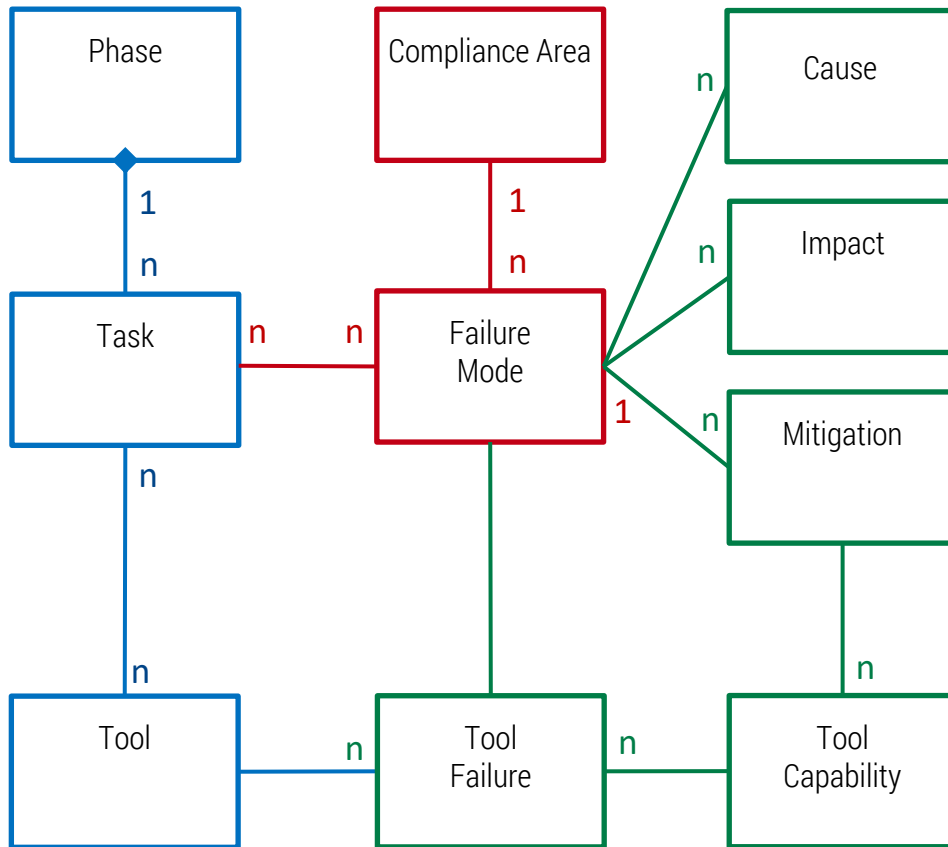 Phase
Compliance Area
Cause
n
1
1
n
n
Impact
n
Task
n
n
Failure
Mode
1
n
Mitigation
n
n
n
Tool
n
Tool
Failure
n
Tool
Capability